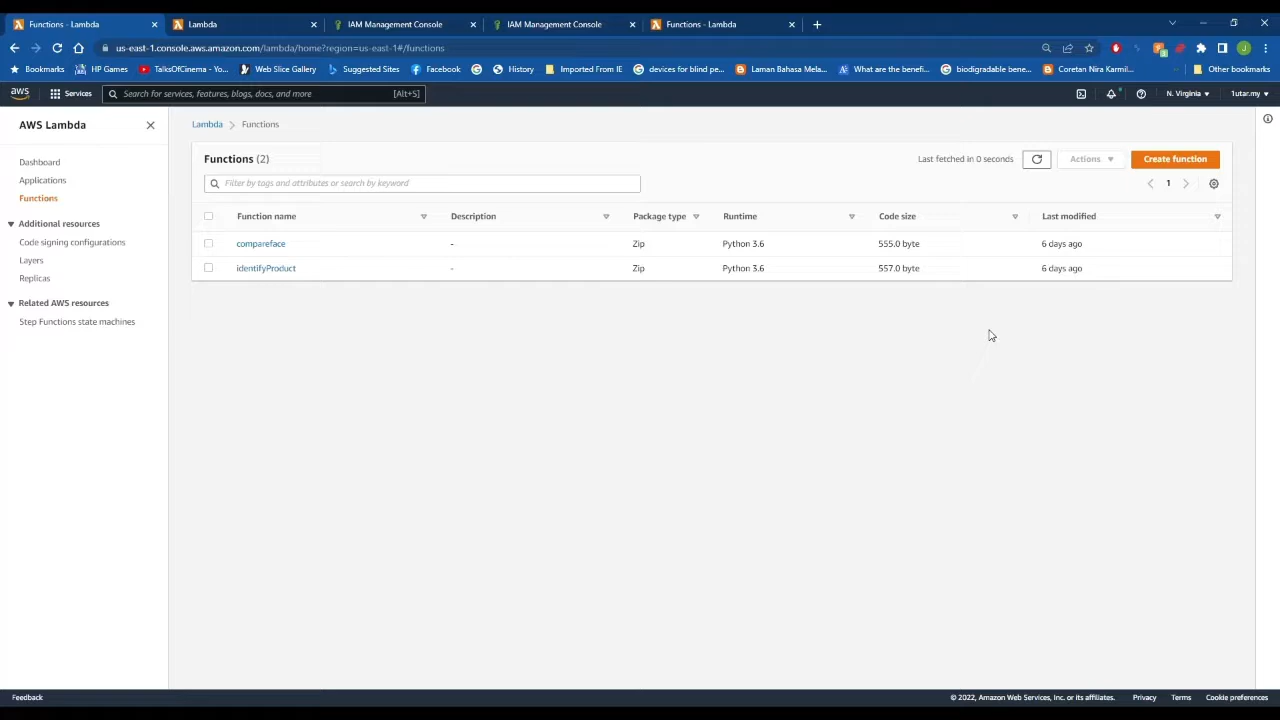 Functions - Lambda
Lambda
IAM Management Console
IAM Management Console
Functions - Lambda
us-east-1.console.aws.amazon.com/lambda/home?region=us-east-1#/functions
Bookmarks
HP Games
TalksOfCinema - Yo...
Web Slice Gallery
Suggested Sites
Facebook
History
Imported From IE
devices for blind pe...
Laman Bahasa Mela...
What are the benefi...
biodigradable bene...
Coretan Nira Karmil...
Other bookmarks
aws
Services
Search for services, features, blogs, docs, and more
[Alt+S]
N. Virginia
1utar.my
AWS Lambda
Dashboard
Applications
Functions
Additional resources
Code signing configurations
Layers
Replicas
Related AWS resources
Step Functions state machines
Lambda > Functions
Functions (2)
Last fetched in 0 seconds
Actions
Create function
Filter by tags and attributes or search by keyword
1
Function name Description Package type Runtime Code size Last modified
compareface - Zip Python 3.6 555.0 byte 6 days ago
identifyProduct - Zip Python 3.6 557.0 byte 6 days ago
Feedback
© 2022, Amazon Web Services, Inc. or its affiliates.
Privacy
Terms
Cookie preferences